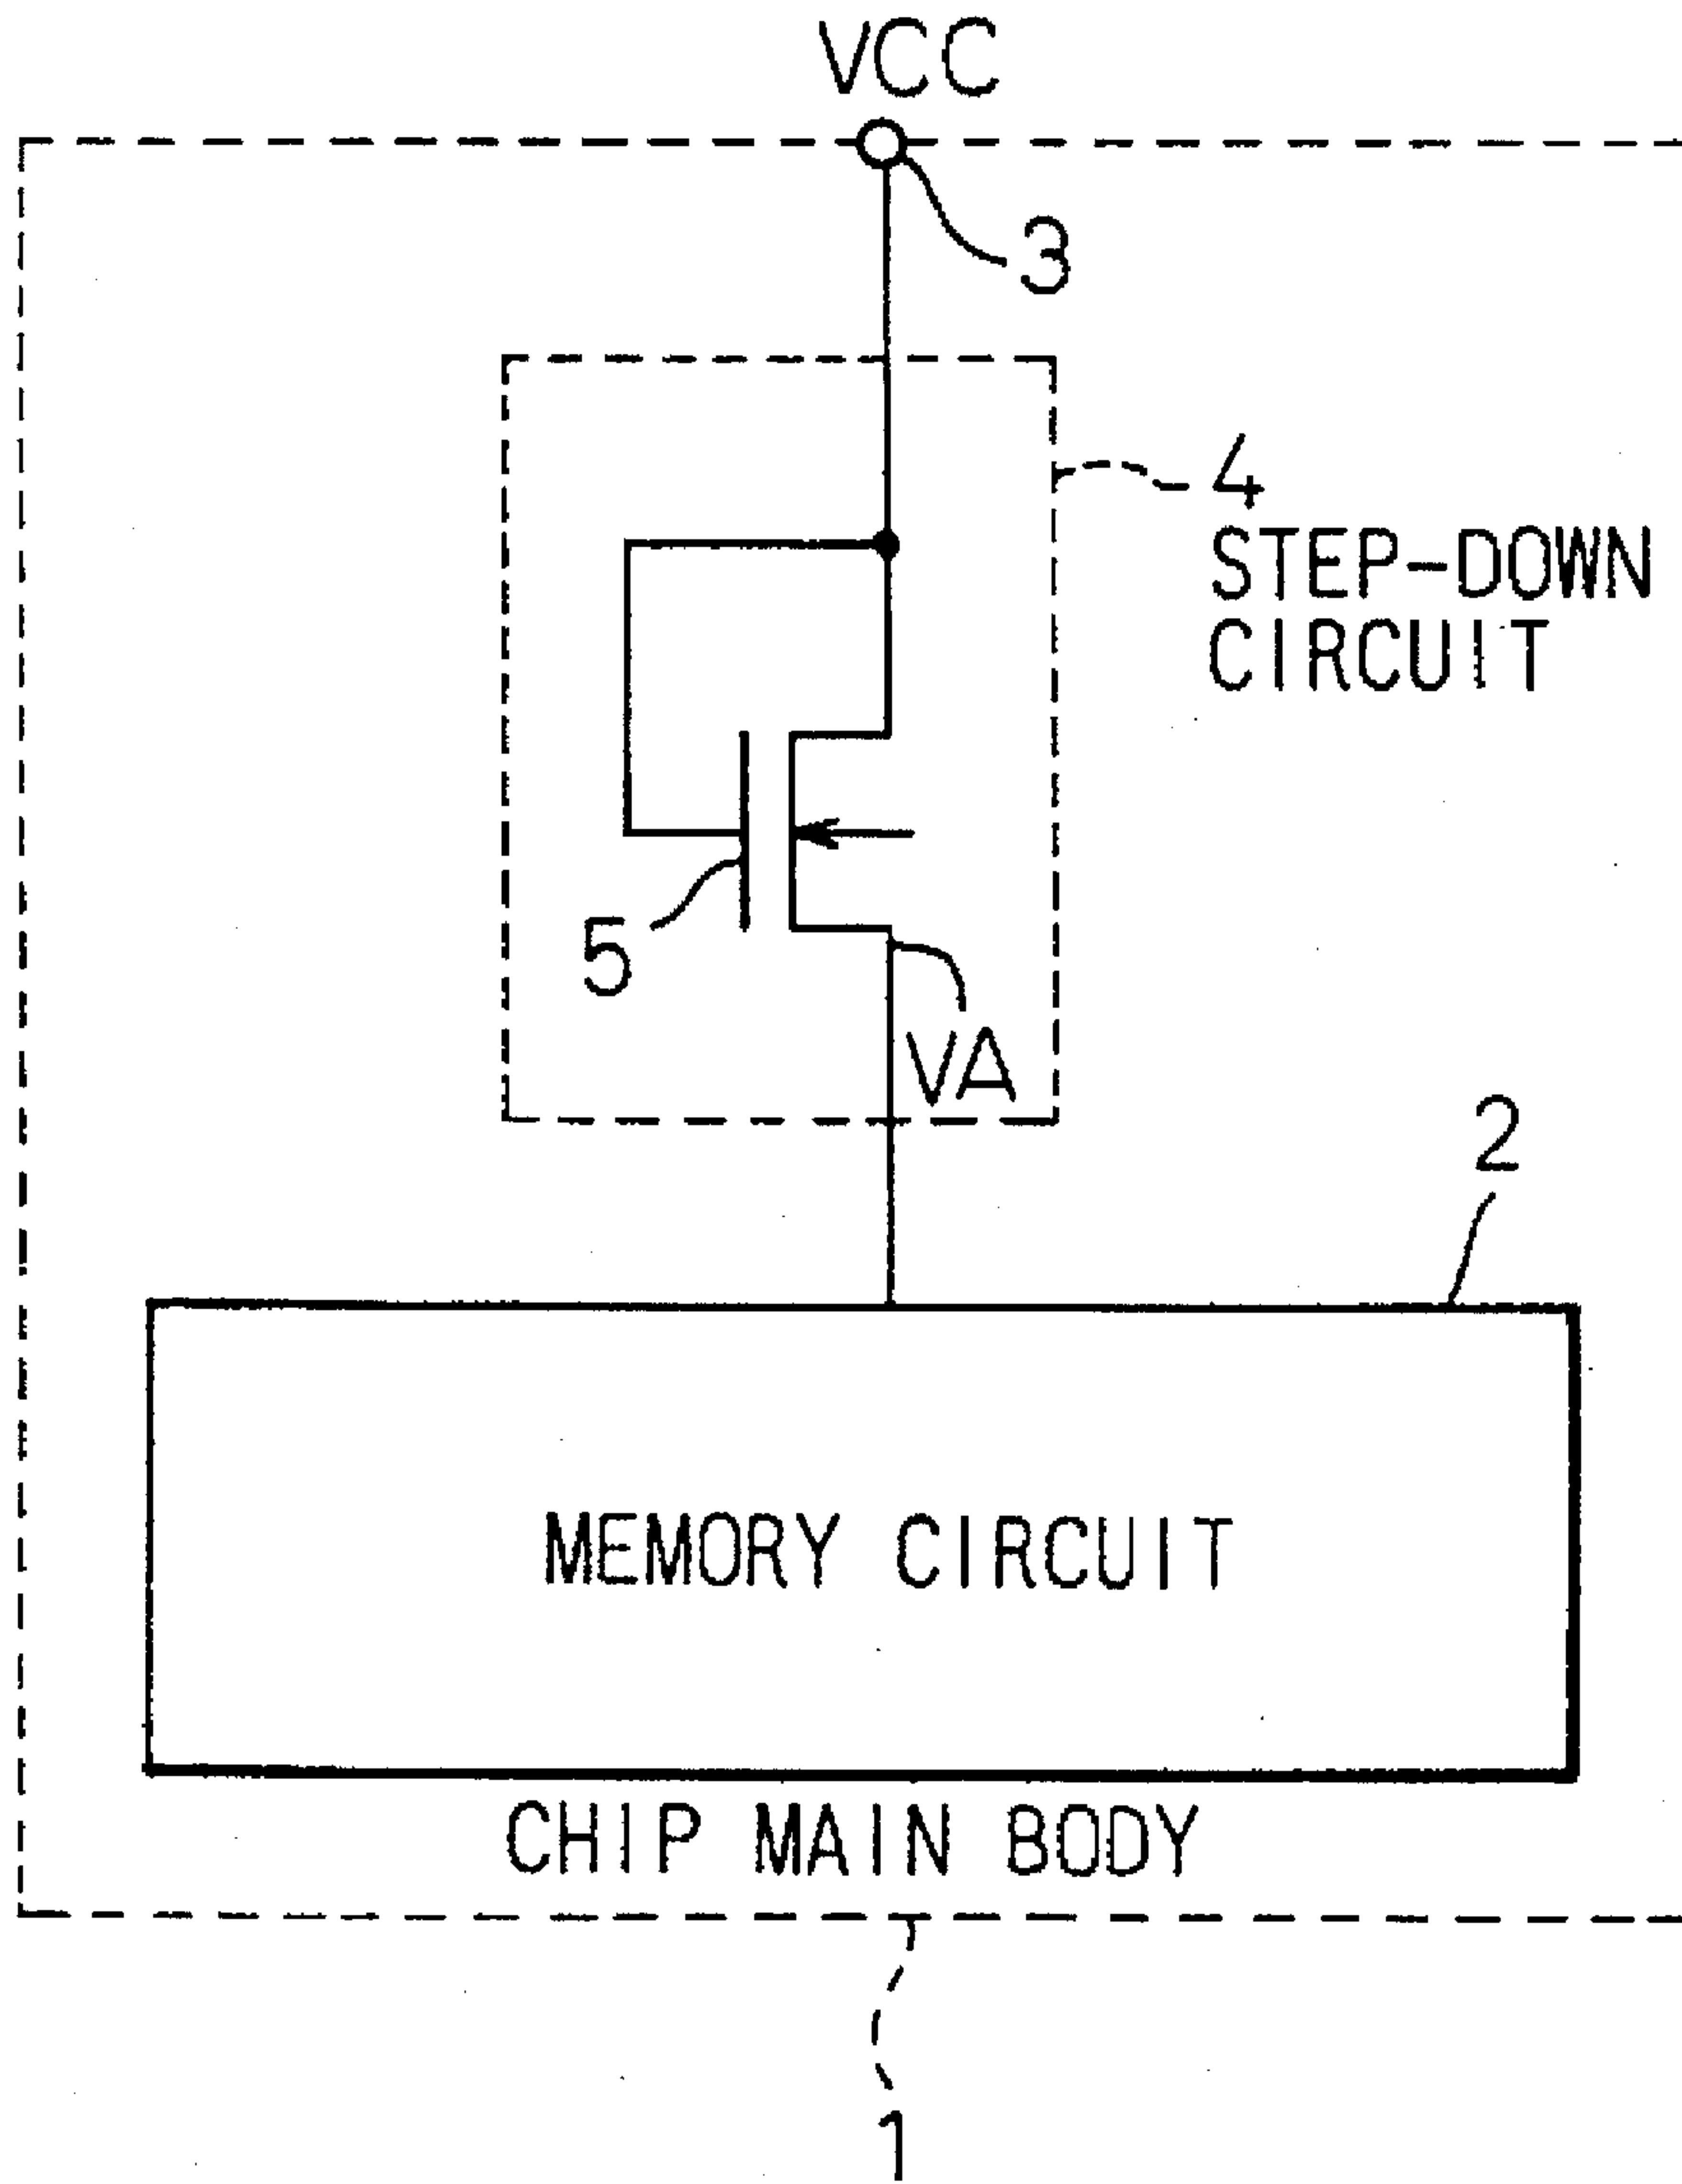 VCC
3
4
STEP-DOWN
CIRCUIT
5
VA
2
MEMORY CIRCUIT
CHIP MAIN BODY
1